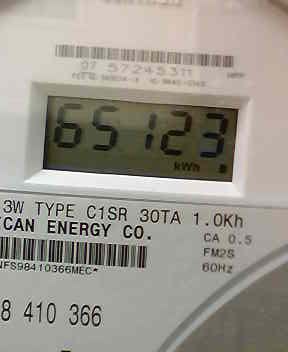 07 57245311
65123
kWh
3W TYPE C1SR 30TA 1.0Kh
CAN ENERGY CO.
CA 0.5
FM2S
60Hz
NFS98410366MEC*
8 410 366